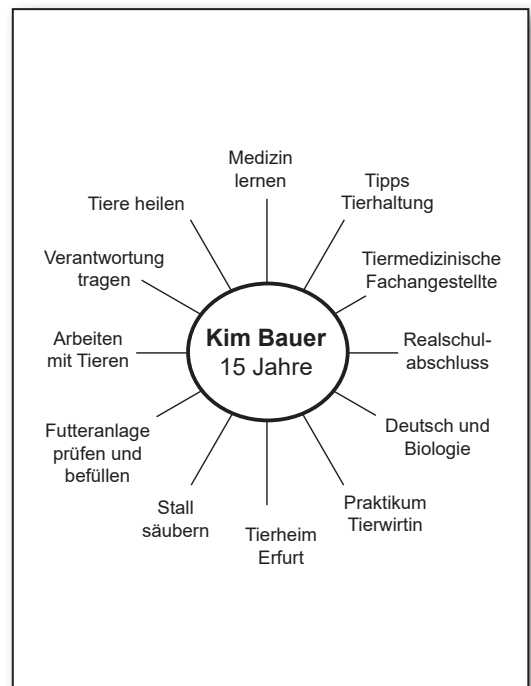 Medizin
lernen
Tipps
Tierhaltung
Tiermedizinische
Fachangestellte
Realschul-
abschluss
Deutsch und
Biologie
Praktikum
Tierwirtin
Tierheim
Erfurt
Stall
säubern
Futteranlage
prüfen und
befüllen
Arbeiten
mit Tieren
Verantwortung
tragen
Tiere heilen
Kim Bauer
15 Jahre